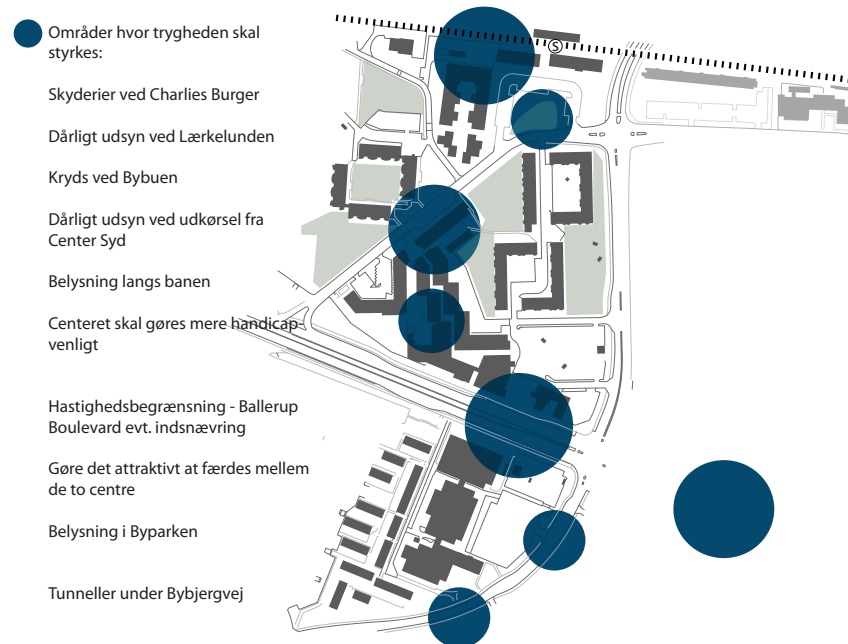 Områder hvor trygheden skal
styrkes:
Skyderier ved Charlies Burger
Dårligt udsyn ved Lærkelunden
Kryds ved Bybuen
Dårligt udsyn ved udkørsel fra
Center Syd
Belysning langs banen
Centeret skal gøres mere handicap-
venligt
Hastighedsbegrænsning - Ballerup
Boulevard evt. indsnævring
Gøre det attraktivt at færdes mellem
de to centre
Belysning i Byparken
Tunneller under Bybjergvej
S